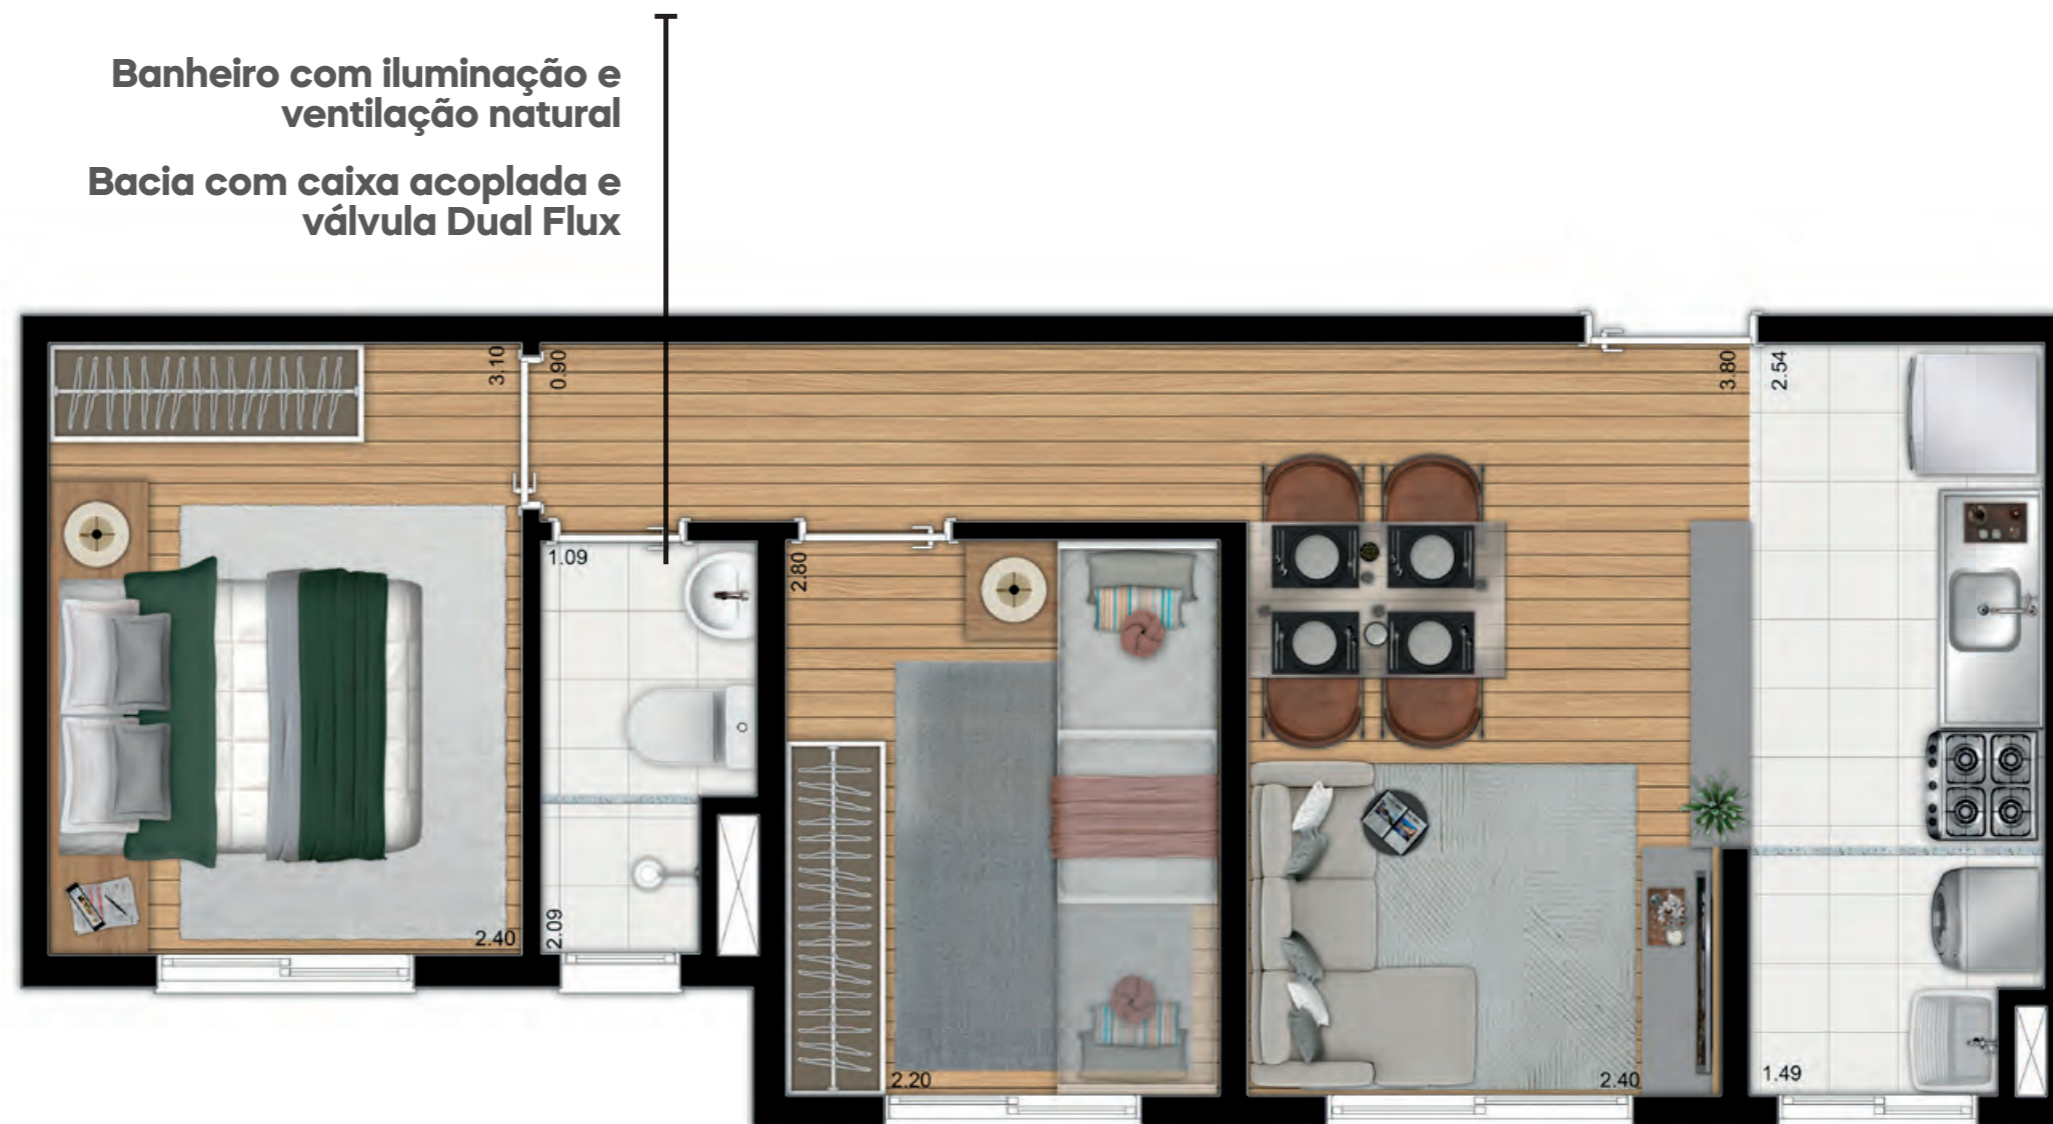 Banheiro com iluminação e
ventilação natural
Bacia com caixa acoplada e
válvula Dual Flux
3.10
0.90
3.80
2.54
1.09
2.80
2.09
2.40
2.20
2.40
1.49